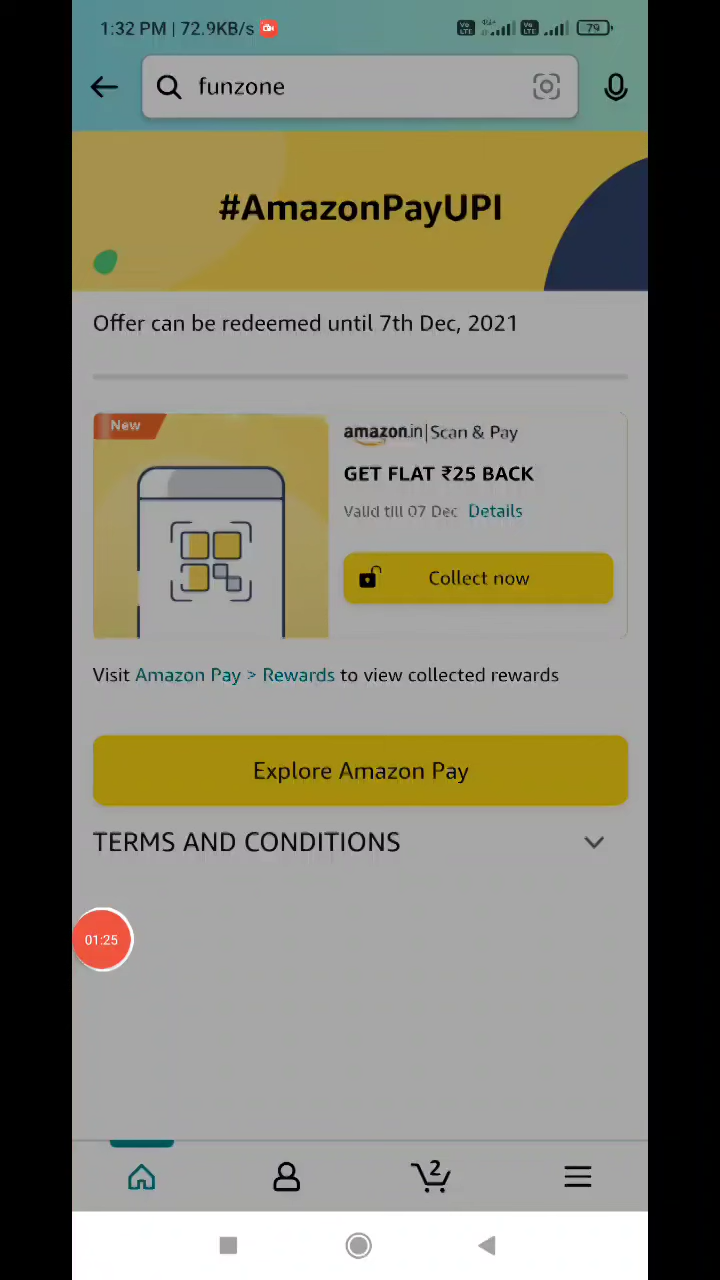 1:32 PM | 72.9KB/s
79
funzone
#AmazonPayUPI
Offer can be redeemed until 7th Dec, 2021
New
amazon.in | Scan & Pay
GET FLAT ₹25 BACK
Valid till 07 Dec Details
Collect now
Visit Amazon Pay > Rewards to view collected rewards
Explore Amazon Pay
TERMS AND CONDITIONS
01:25
2